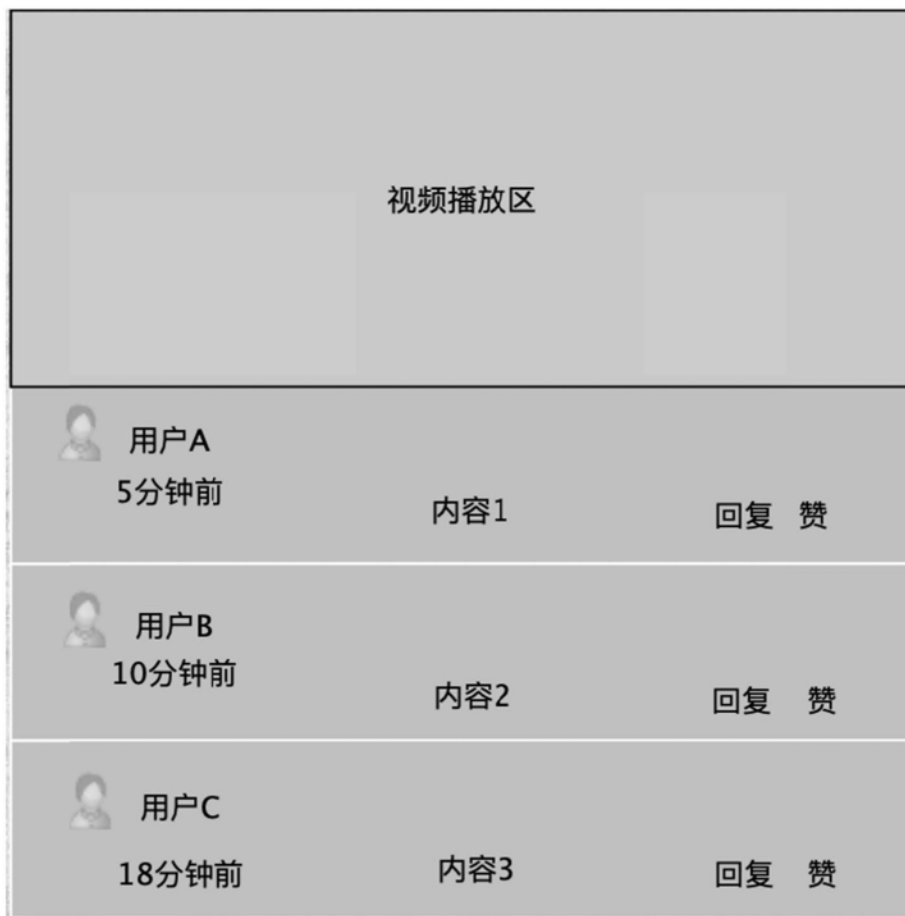 视频播放区
用户A
5分钟前
内容1
回复 赞
用户B
10分钟前
内容2
回复 赞
用户C
18分钟前
内容3
回复 赞